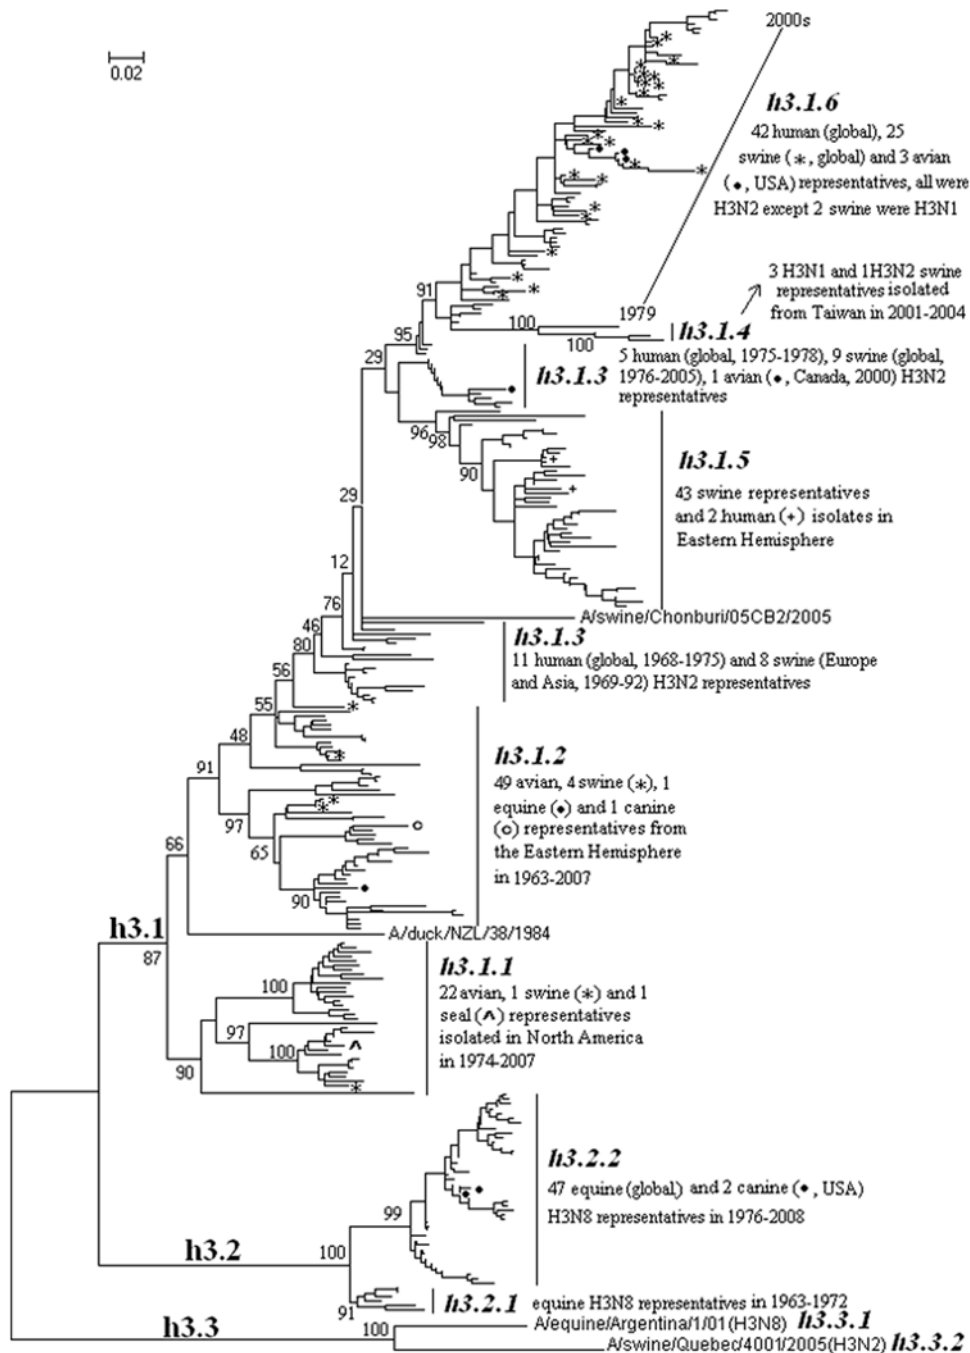 2000s
0.02
h3.1.6
42 human (global), 25
swine (*, global) and 3 avian
(♦, USA) representatives, all were
H3N2 except 2 swine were H3N1
3 H3N1 and 1H3N2 swine
representatives isolated
from Taiwan in 2001-2004
91
1979
100
h3.1.4
100
95
29
5 human (global, 1975-1978), 9 swine (global,
h3.1.3
1976-2005), 1 avian (♦, Canada, 2000) H3N2
representatives
96
98
90
h3.1.5
43 swine representatives
and 2 human (+) isolates in
Eastern Hemisphere
29
12
76
A/swine/Chonburi/05CB2/2005
46
80
h3.1.3
11 human (global, 1968-1975) and 8 swine (Europe
and Asia, 1969-92) H3N2 representatives
56
55
48
91
h3.1.2
49 avian, 4 swine (*), 1
equine (♦) and 1 canine
(o) representatives from
the Eastern Hemisphere
in 1963-2007
97
65
66
90
h3.1
A/duck/NZL/38/1984
87
h3.1.1
22 avian, 1 swine (*) and 1
seal (^) representatives
isolated in North America
in 1974-2007
100
97
100
90
h3.2.2
47 equine (global) and 2 canine (♦, USA)
H3N8 representatives in 1976-2008
99
h3.2
100
91
h3.2.1
equine H3N8 representatives in 1963-1972
h3.3
100
A/equine/Argentina/1/01(H3N8)
h3.3.1
A/swine/Quebec/4001/2005(H3N2)
h3.3.2